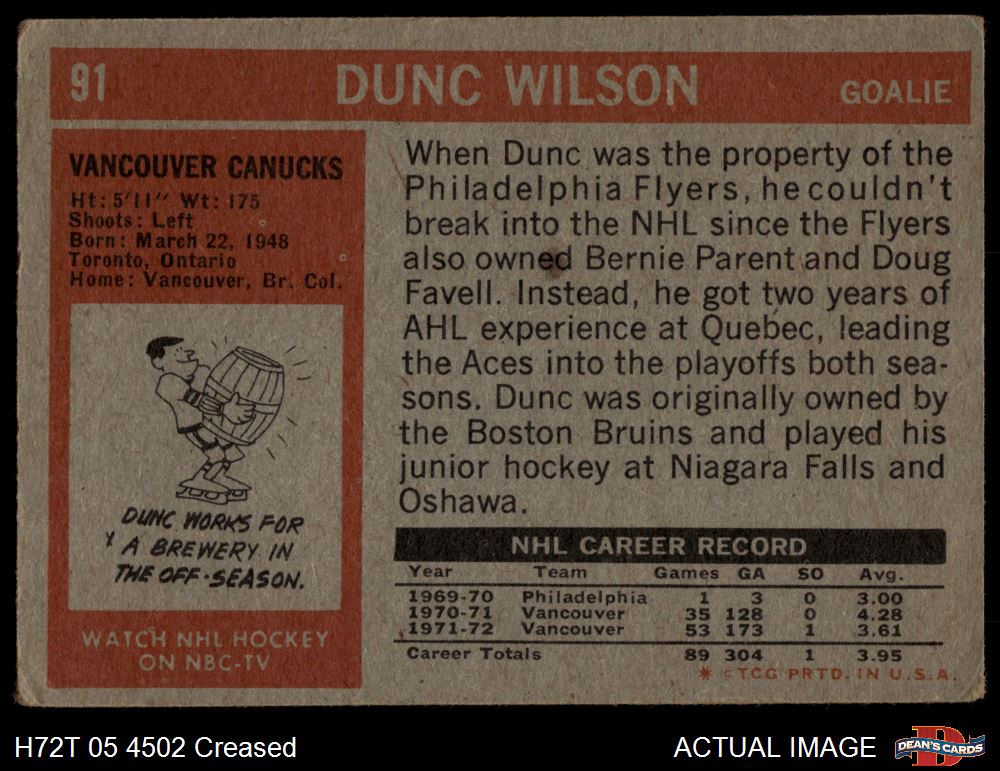 91 DUNC WILSON GOALIE
VANCOUVER CANUCKS
Ht: 5'11" Wt: 175
Shoots: Left
Born: March 22, 1948
Toronto, Ontario
Home: Vancouver, Br. Col.
DUNC WORKS FOR
A BREWERY IN
THE OFF-SEASON.
WATCH NHL HOCKEY
ON NBC-TV
When Dunc was the property of the
Philadelphia Flyers, he couldn't
break into the NHL since the Flyers
also owned Bernie Parent and Doug
Favell. Instead, he got two years of
AHL experience at Quebec, leading
the Aces into the playoffs both sea-
sons. Dunc was originally owned by
the Boston Bruins and played his
junior hockey at Niagara Falls and
Oshawa.
NHL CAREER RECORD
Year Team Games GA SO Avg.
1969-70 Philadelphia 1 3 0 3.00
1970-71 Vancouver 35 128 0 4.28
1971-72 Vancouver 53 173 1 3.61
Career Totals 89 304 1 3.95
* © TCG PRTD. IN U.S.A.
H72T 05 4502 Creased
ACTUAL IMAGE
DEAN'S CARDS